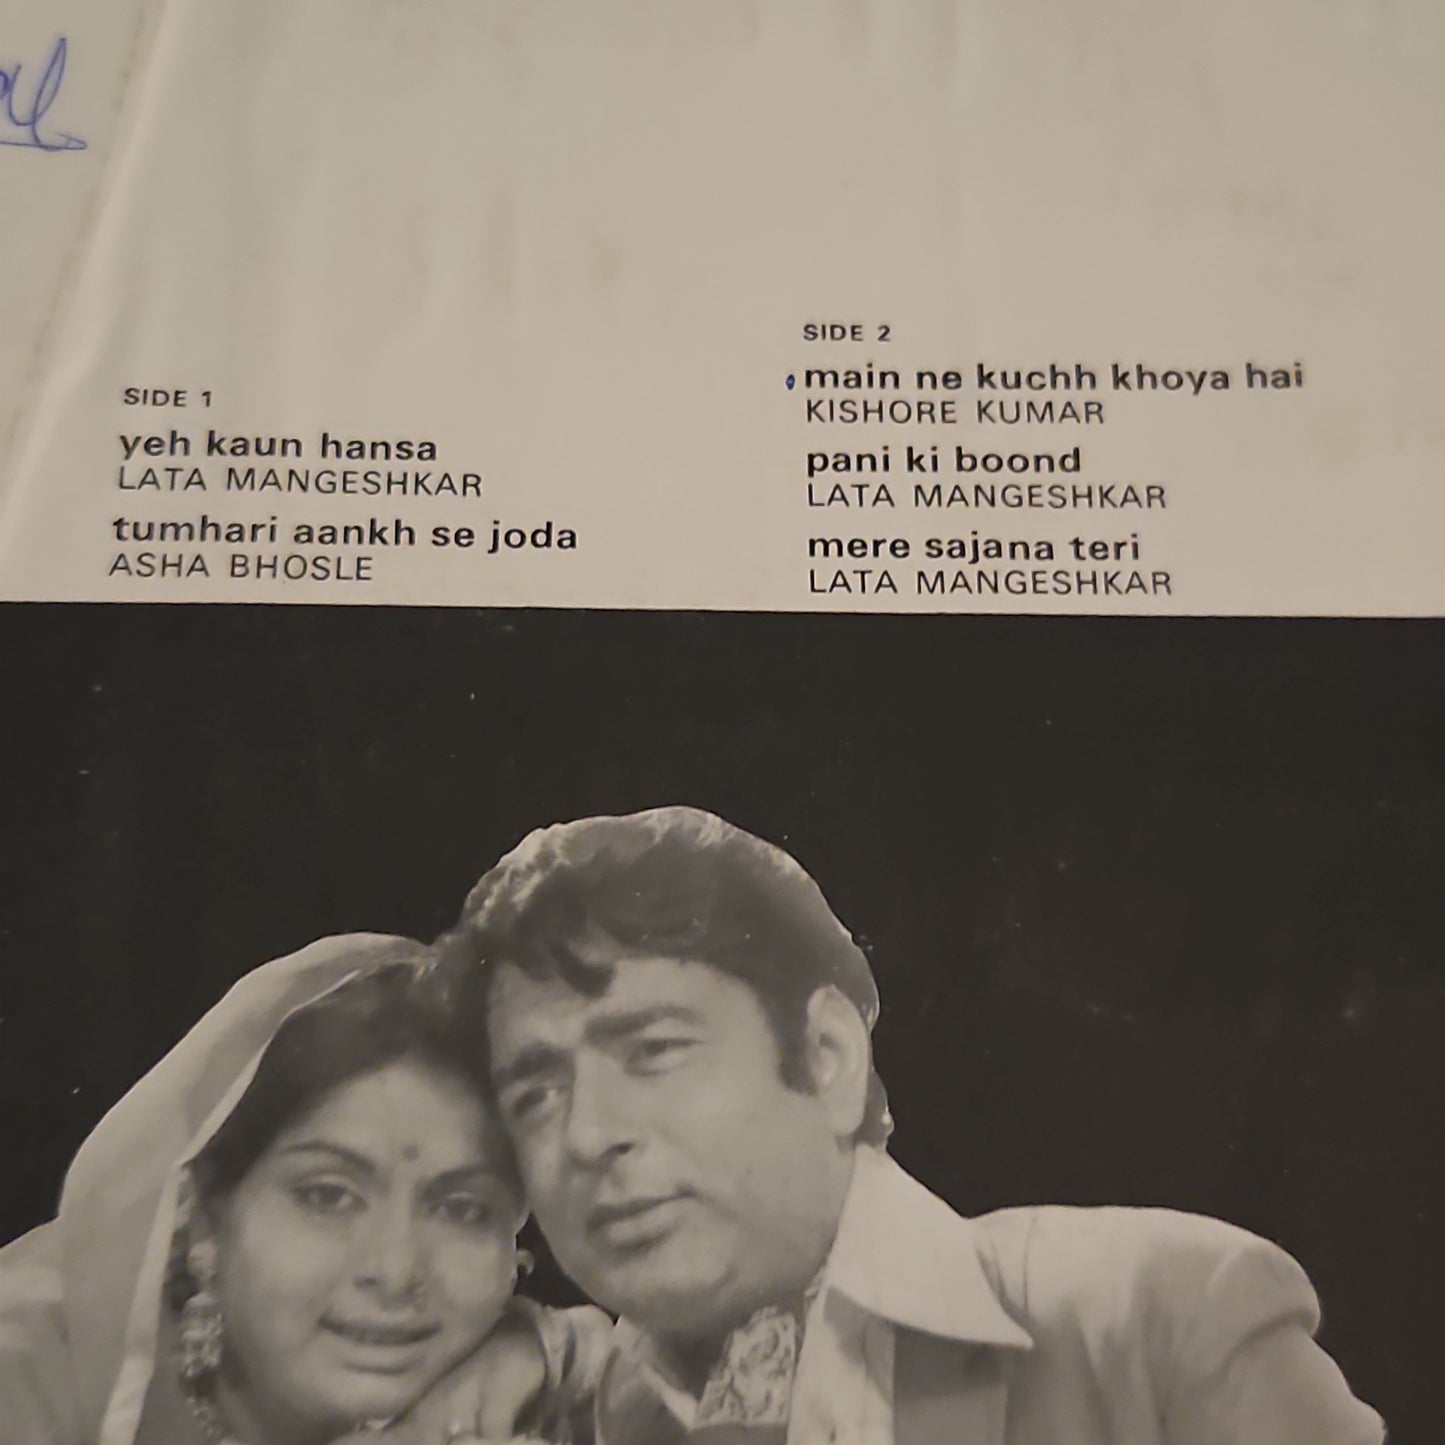 SIDE 1
yeh kaun hansa
LATA MANGESHKAR
tumhari aankh se joda
ASHA BHOSLE
SIDE 2
main ne kuchh khoya hai
KISHORE KUMAR
pani ki boond
LATA MANGESHKAR
mere sajana teri
LATA MANGESHKAR